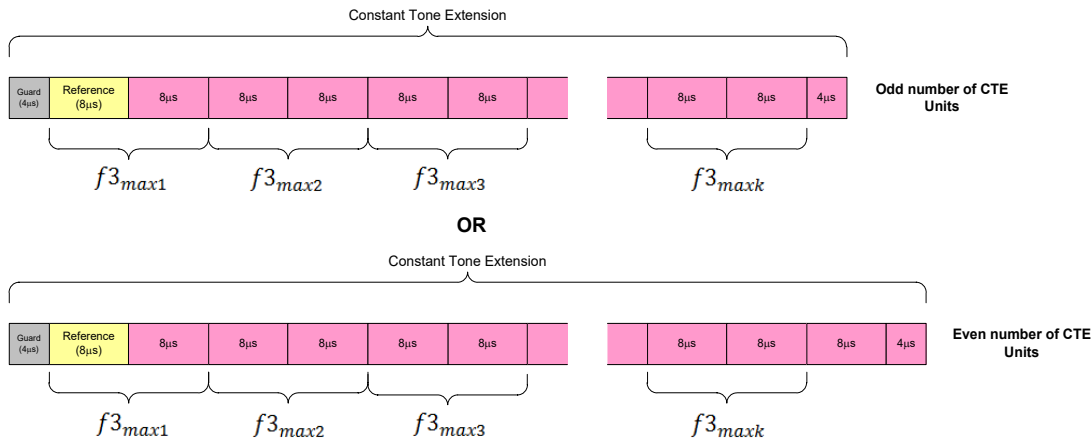 Constant Tone Extension
Guard
(4μs)
Reference
(8μs)
8μs
8μs
8μs
8μs
8μs
8μs
8μs
4μs
Odd number of CTE
Units
f3max1
f3max2
f3max3
f3maxk
OR
Constant Tone Extension
Guard
(4μs)
Reference
(8μs)
8μs
8μs
8μs
8μs
8μs
8μs
8μs
8μs
4μs
Even number of CTE
Units
f3max1
f3max2
f3max3
f3maxk